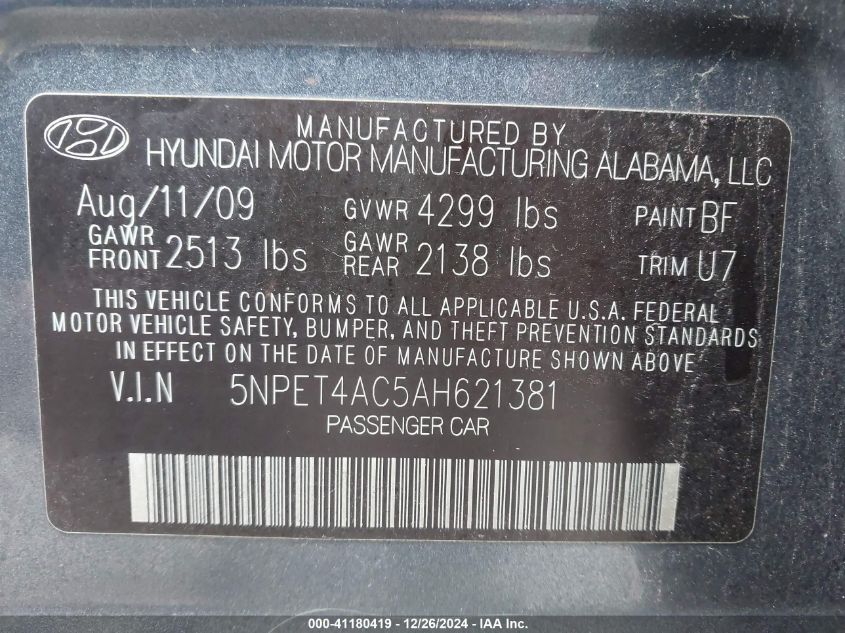 MANUFACTURED BY
HYUNDAI MOTOR MANUFACTURING ALABAMA, LLC
Aug/11/09 GVWR 4299 lbs PAINT BF
GAWR FRONT 2513 lbs GAWR REAR 2138 lbs TRIM U7
THIS VEHICLE CONFORMS TO ALL APPLICABLE U.S.A. FEDERAL
MOTOR VEHICLE SAFETY, BUMPER, AND THEFT PREVENTION STANDARDS
IN EFFECT ON THE DATE OF MANUFACTURE SHOWN ABOVE
V.I.N 5NPET4AC5AH621381
PASSENGER CAR
000-41180419 - 12/26/2024 - IAA Inc.